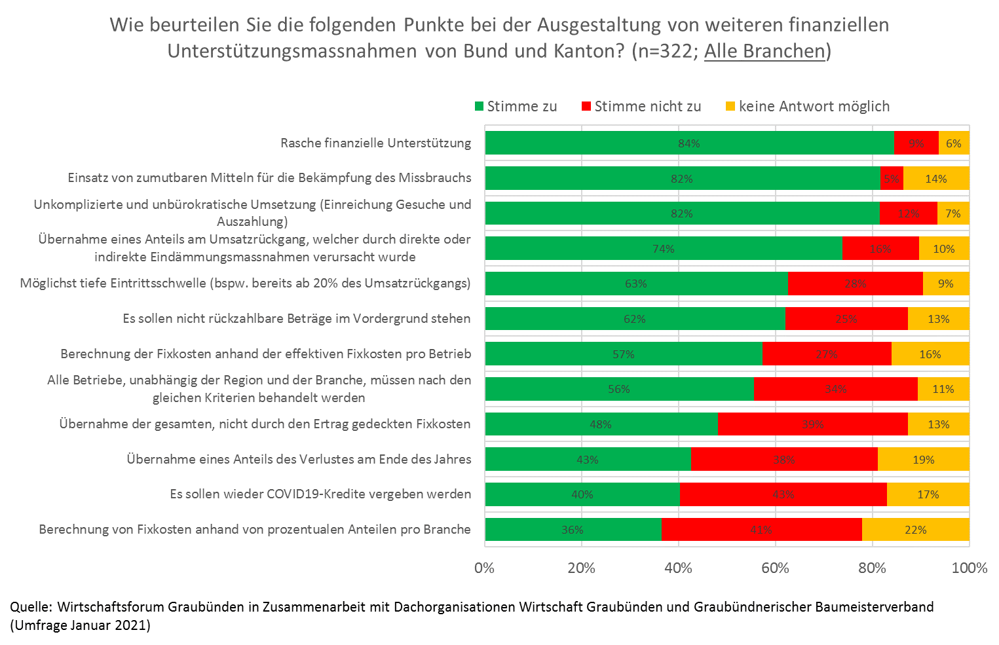 Wie beurteilen Sie die folgenden Punkte bei der Ausgestaltung von weiteren finanziellen
Unterstützungsmassnahmen von Bund und Kanton? (n=322; Alle Branchen)
Stimme zu Stimme nicht zu keine Antwort möglich
Rasche finanzielle Unterstützung 84% 9% 6%
Einsatz von zumutbaren Mitteln für die Bekämpfung des Missbrauchs 82% 5% 14%
Unkomplizierte und unbürokratische Umsetzung (Einreichung Gesuche und
Auszahlung) 82% 12% 7%
Übernahme eines Anteils am Umsatzrückgang, welcher durch direkte oder
indirekte Eindämmungsmassnahmen verursacht wurde 74% 16% 10%
Möglichst tiefe Eintrittsschwelle (bspw. bereits ab 20% des Umsatzrückgangs) 63% 28% 9%
Es sollen nicht rückzahlbare Beträge im Vordergrund stehen 62% 25% 13%
Berechnung der Fixkosten anhand der effektiven Fixkosten pro Betrieb 57% 27% 16%
Alle Betriebe, unabhängig der Region und der Branche, müssen nach den
gleichen Kriterien behandelt werden 56% 34% 11%
Übernahme der gesamten, nicht durch den Ertrag gedeckten Fixkosten 48% 39% 13%
Übernahme eines Anteils des Verlustes am Ende des Jahres 43% 38% 19%
Es sollen wieder COVID19-Kredite vergeben werden 40% 43% 17%
Berechnung von Fixkosten anhand von prozentualen Anteilen pro Branche 36% 41% 22%
0% 20% 40% 60% 80% 100%
Quelle: Wirtschaftsforum Graubünden in Zusammenarbeit mit Dachorganisationen Wirtschaft Graubünden und Graubündnerischer Baumeisterverband
(Umfrage Januar 2021)